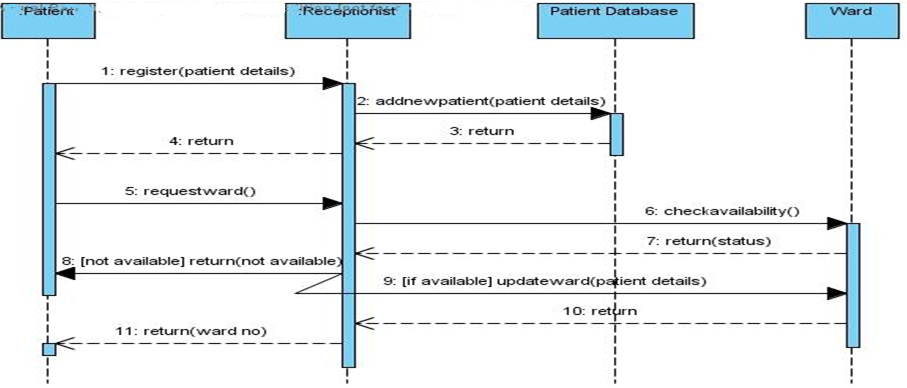 :Patient
:Receptionist
Patient Database
Ward
1: register(patient details)
2: addnewpatient(patient details)
3: return
4: return
5: requestward()
6: checkavailability()
7: return(status)
8: [not available] return(not available)
9: [if available] updateward(patient details)
10: return
11: return(ward no)